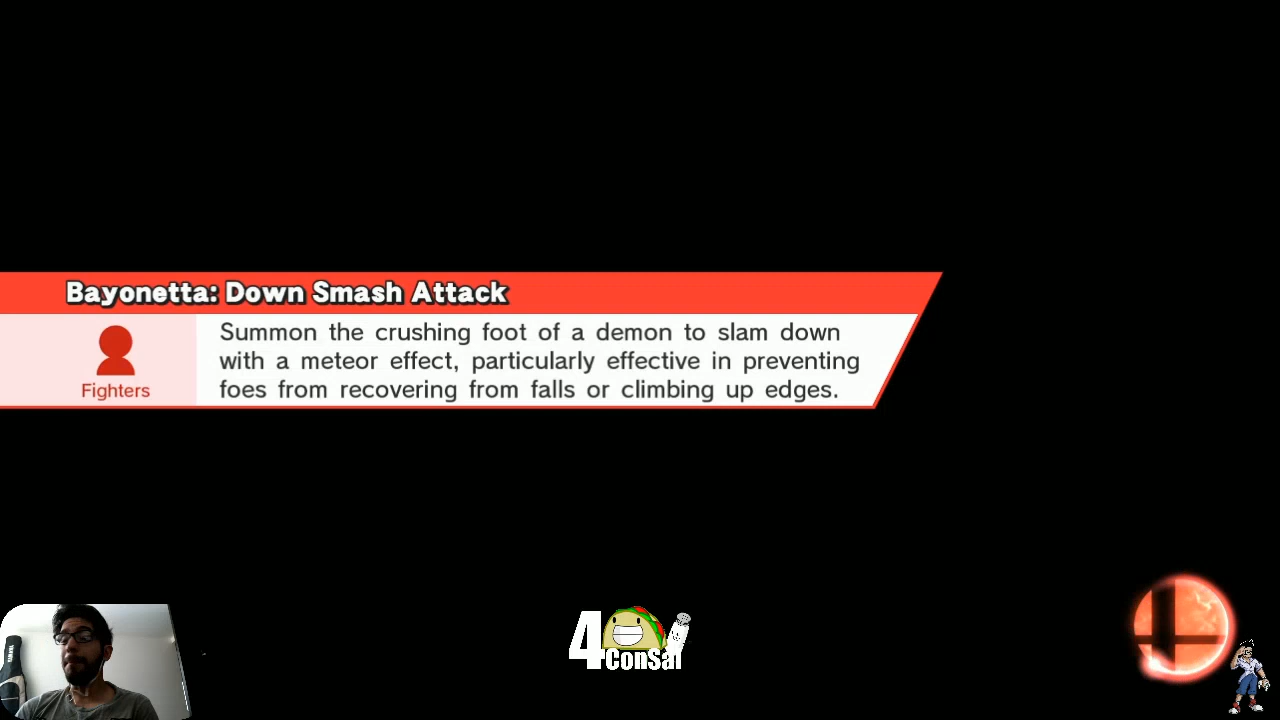 Bayonetta: Down Smash Attack
Summon the crushing foot of a demon to slam down
with a meteor effect, particularly effective in preventing
foes from recovering from falls or climbing up edges.
Fighters
4
ConSal